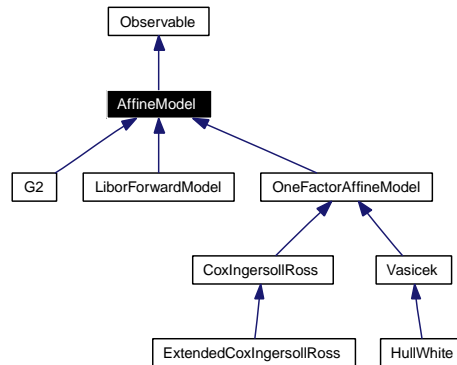 Observable
AffineModel
G2
LiborForwardModel
OneFactorAffineModel
CoxIngersollRoss
Vasicek
ExtendedCoxIngersollRoss
HullWhite